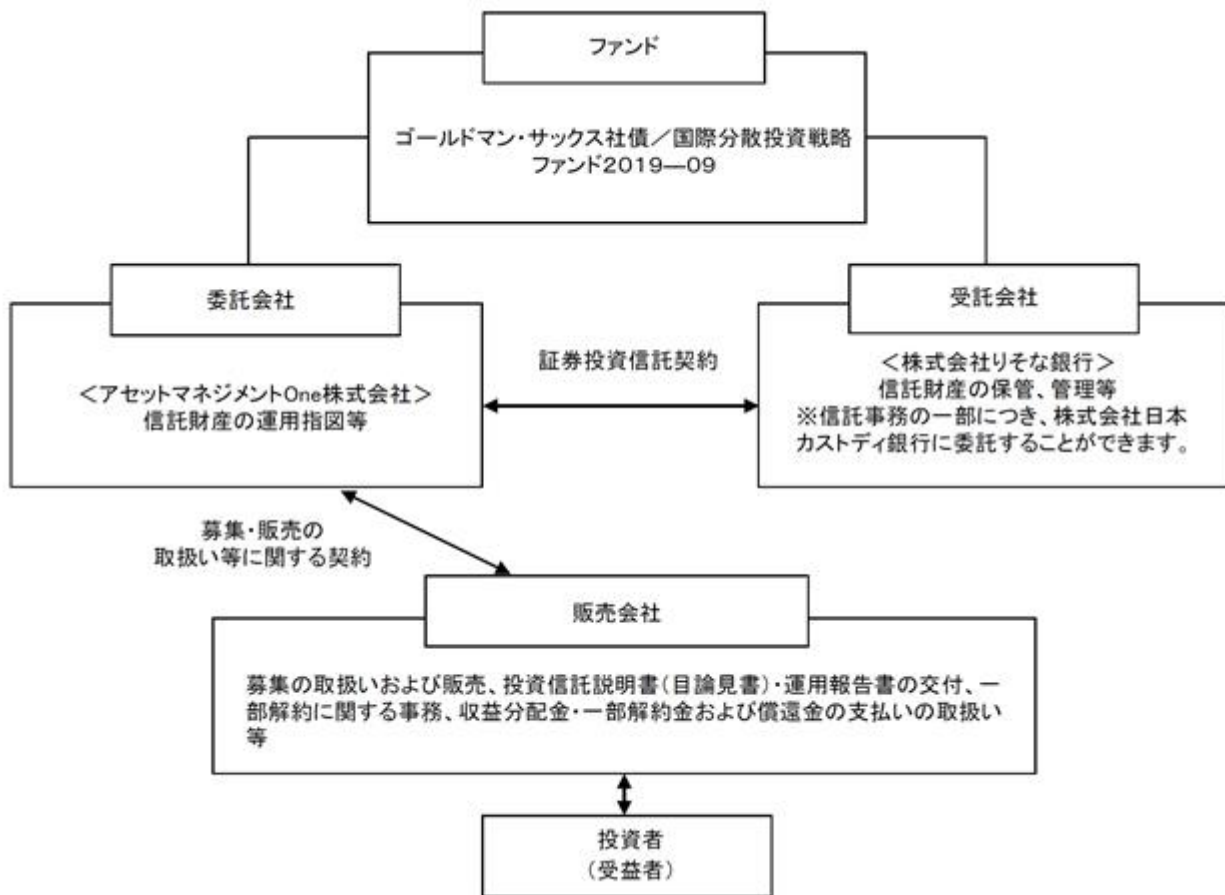 ファンド
ゴールドマン・サックス社債／国際分散投資戦略
ファンド2019―09
委託会社
＜アセットマネジメントOne株式会社＞
信託財産の運用指図等
証券投資信託契約
受託会社
＜株式会社りそな銀行＞
信託財産の保管、管理等
※信託事務の一部につき、株式会社日本
カストディ銀行に委託することができます。
募集・販売の
取扱い等に関する契約
販売会社
募集の取扱いおよび販売、投資信託説明書（目論見書）・運用報告書の交付、一
部解約に関する事務、収益分配金・一部解約金および償還金の支払いの取扱い
等
投資者
（受益者）